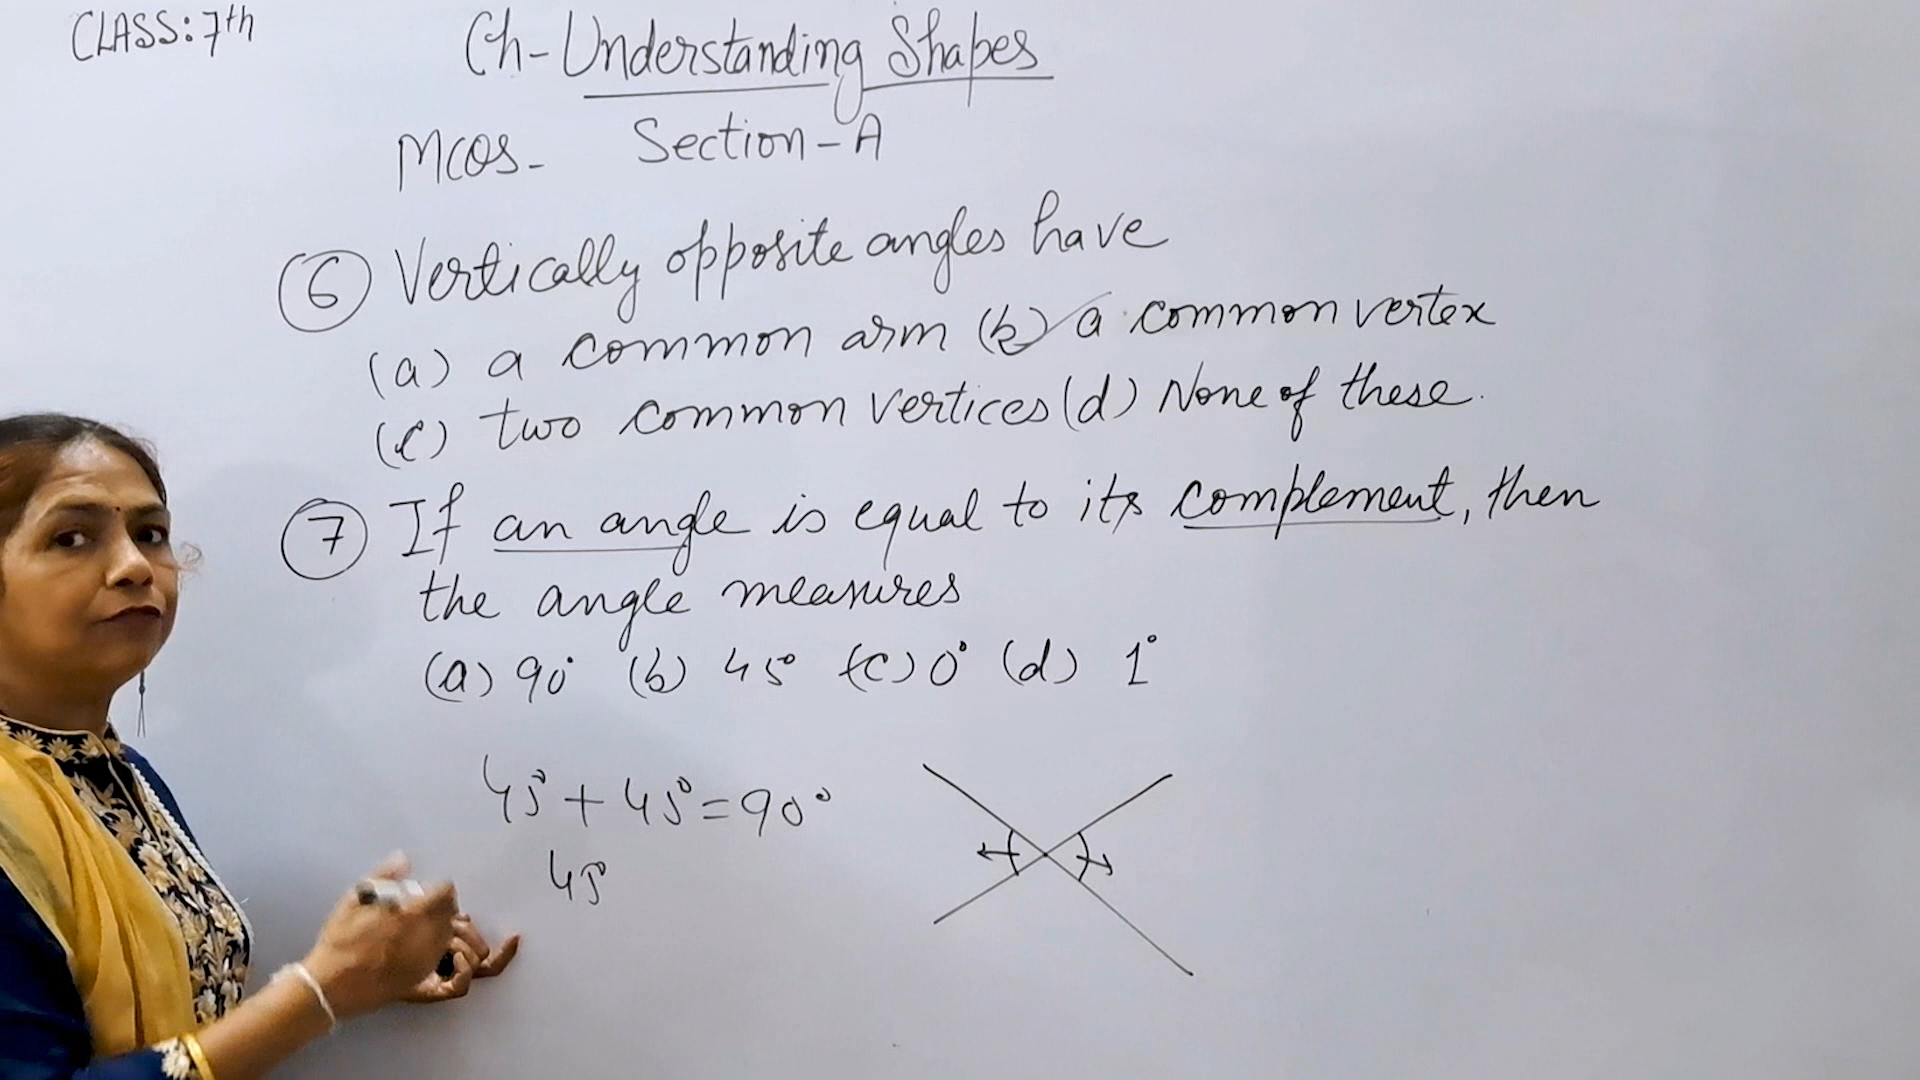 CLASS: 7th
Ch-Understanding Shapes
MCQS- Section-A
6 Vertically opposite angles have
(a) a common arm (b) a common vertex
(c) two common vertices (d) None of these.
7 If an angle is equal to its complement, then
the angle measures
(a) 90° (b) 45° (c) 0° (d) 1°
45° + 45° = 90°
45°